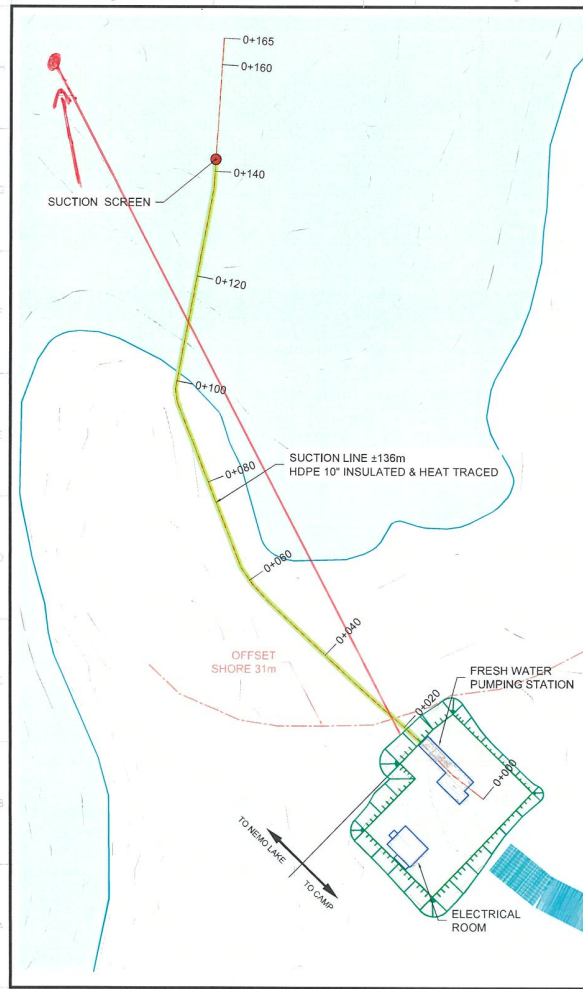 0+165
0+160
0+140
SUCTION SCREEN
0+120
0+100
SUCTION LINE ±136m
HDPE 10" INSULATED & HEAT TRACED
0+080
0+060
0+040
OFFSET
SHORE 31m
FRESH WATER
PUMPING STATION
0+020
0+000
TO NEMO LAKE
TO CAMP
ELECTRICAL
ROOM